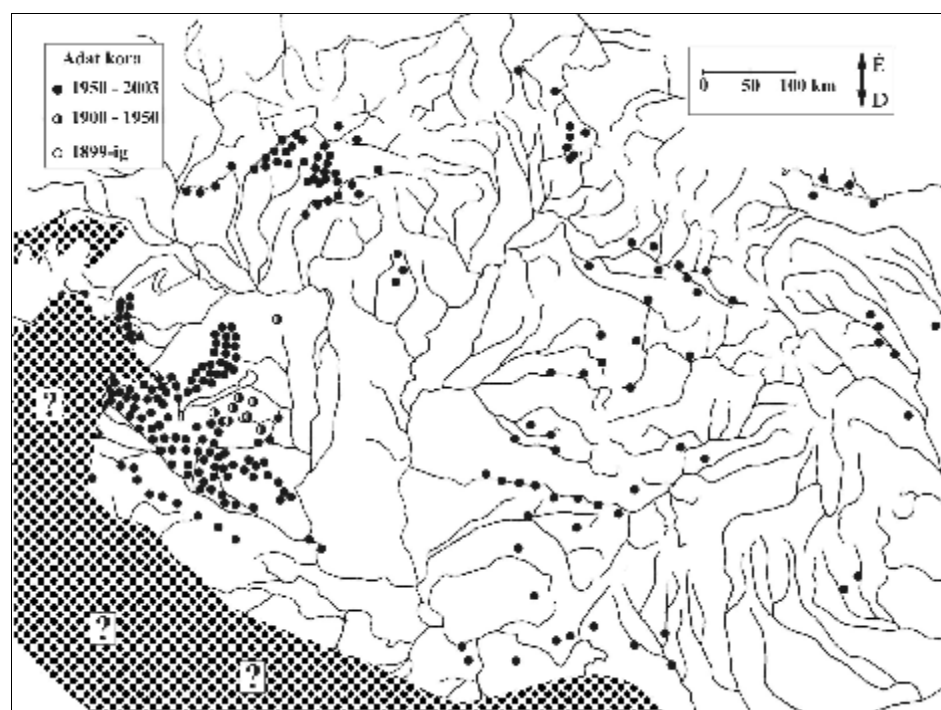 Adat kora
1950 - 2003
1900 - 1950
1899-ig
0 50 100 km
É
D
?
?
?